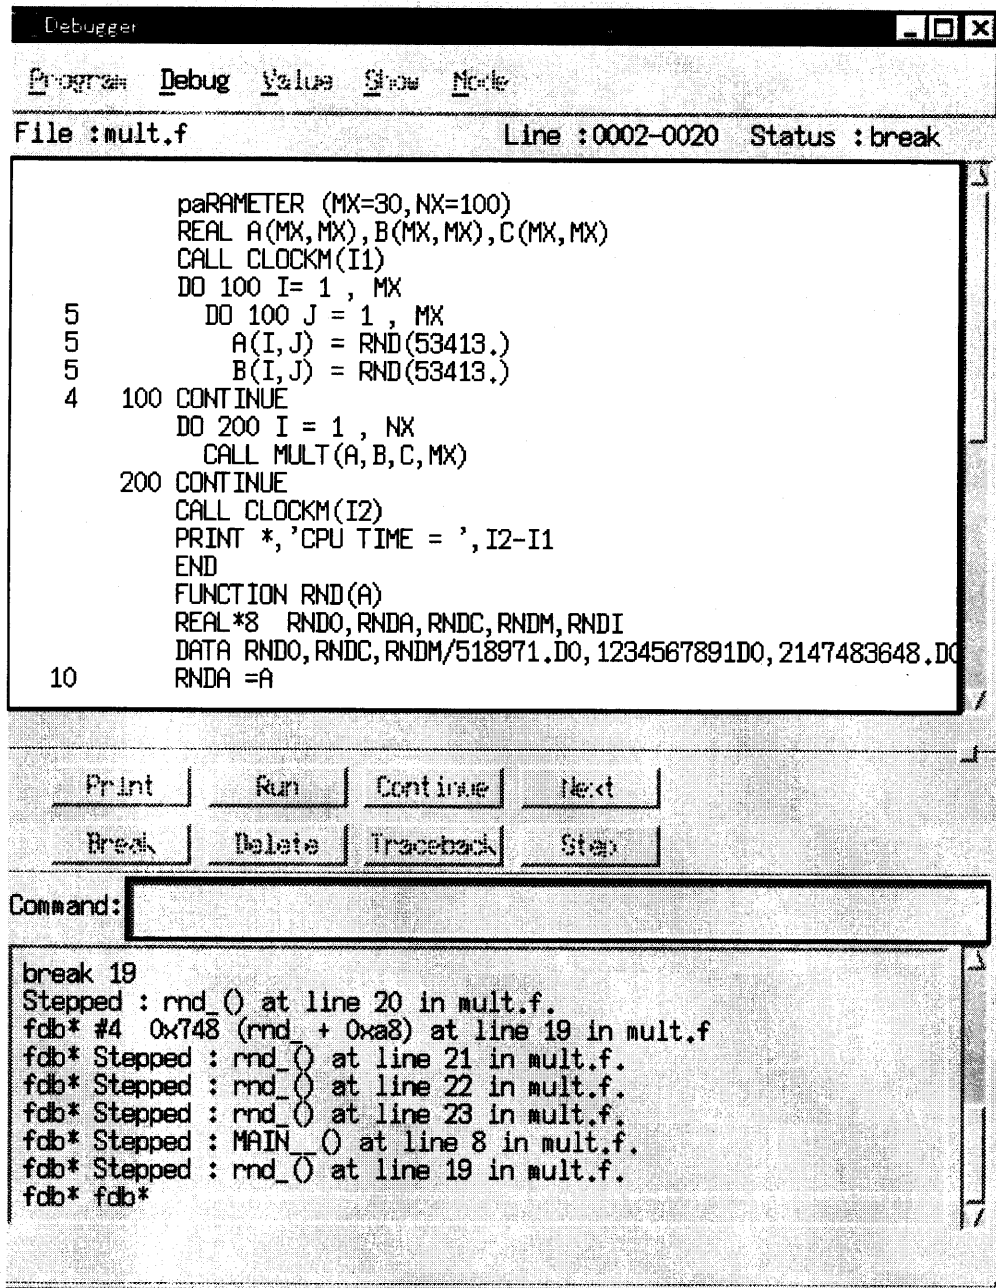 Debugger
Program Debug Value Show Mode
File :mult.f Line :0002-0020 Status :break
paRAMETER (MX=30,NX=100)
REAL A(MX,MX),B(MX,MX),C(MX,MX)
CALL CLOCKM(I1)
DO 100 I= 1 , MX
5 DO 100 J = 1 , MX
5 A(I,J) = RND(53413.)
5 B(I,J) = RND(53413.)
4 100 CONTINUE
DO 200 I = 1 , NX
CALL MULT(A,B,C,MX)
200 CONTINUE
CALL CLOCKM(I2)
PRINT *,'CPU TIME = ',I2-I1
END
FUNCTION RND(A)
REAL*8 RND0,RNDA,RNDC,RNDM,RNDI
DATA RND0,RNDC,RNDM/518971.D0,1234567891D0,2147483648.D0
10 RNDA =A
Print Run Continue Next
Break Delete Traceback Step
Command:
break 19
Stepped : rnd_() at line 20 in mult.f.
fdb* #4 0x748 (rnd_ + 0xa8) at line 19 in mult.f
fdb* Stepped : rnd_() at line 21 in mult.f.
fdb* Stepped : rnd_() at line 22 in mult.f.
fdb* Stepped : rnd_() at line 23 in mult.f.
fdb* Stepped : MAIN__() at line 8 in mult.f.
fdb* Stepped : rnd_() at line 19 in mult.f.
fdb* fdb*